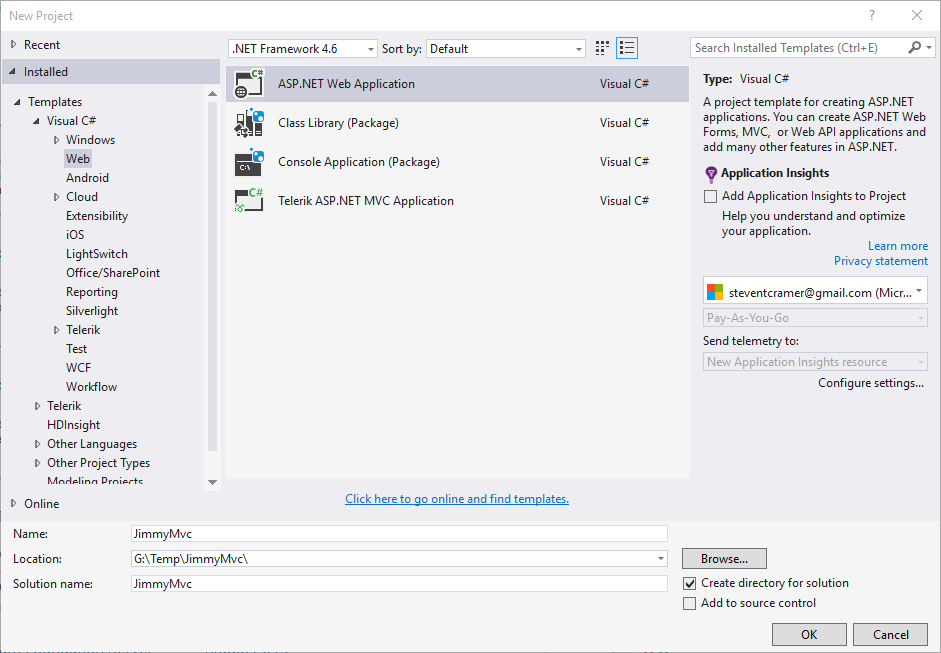 New Project
Recent
.NET Framework 4.6
Sort by:
Default
Search Installed Templates (Ctrl+E)
Installed
Templates
Visual C#
Windows
Web
Android
Cloud
Extensibility
iOS
LightSwitch
Office/SharePoint
Reporting
Silverlight
Telerik
Test
WCF
Workflow
Telerik
HDInsight
Other Languages
Other Project Types
Modeling Projects
Online
ASP.NET Web Application Visual C#
Class Library (Package) Visual C#
Console Application (Package) Visual C#
Telerik ASP.NET MVC Application Visual C#
Click here to go online and find templates.
Type: Visual C#
A project template for creating ASP.NET
applications. You can create ASP.NET Web
Forms, MVC, or Web API applications and
add many other features in ASP.NET.
Application Insights
Add Application Insights to Project
Help you understand and optimize
your application.
Learn more
Privacy statement
steventcramer@gmail.com (Micr...
Pay-As-You-Go
Send telemetry to:
New Application Insights resource
Configure settings...
Name: JimmyMvc
Location: G:\Temp\JimmyMvc\
Browse...
Solution name: JimmyMvc
Create directory for solution
Add to source control
OK
Cancel